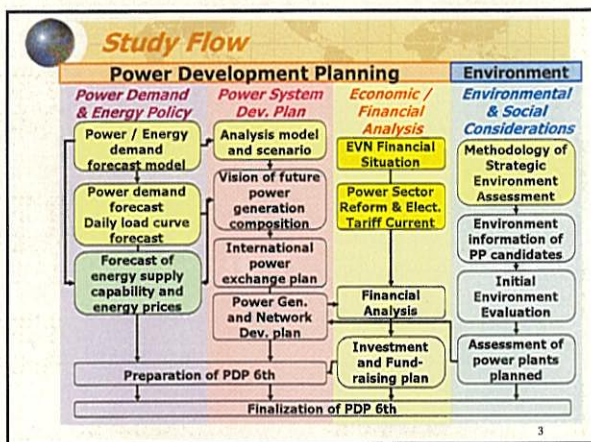 Study Flow
Power Development Planning
Environment
Power Demand
& Energy Policy
Power System
Dev. Plan
Economic /
Financial
Analysis
Environmental
& Social
Considerations
Power / Energy
demand
forecast model
Power demand
forecast
Daily load curve
forecast
Forecast of
energy supply
capability and
energy prices
Analysis model
and scenario
Vision of future
power
generation
composition
International
power
exchange plan
Power Gen.
and Network
Dev. plan
EVN Financial
Situation
Power Sector
Reform & Elect.
Tariff Current
Financial
Analysis
Investment
and Fund-
raising plan
Methodology of
Strategic
Environment
Assessment
Environment
information of
PP candidates
Initial
Environment
Evaluation
Assessment of
power plants
planned
Preparation of PDP 6th
Finalization of PDP 6th
3